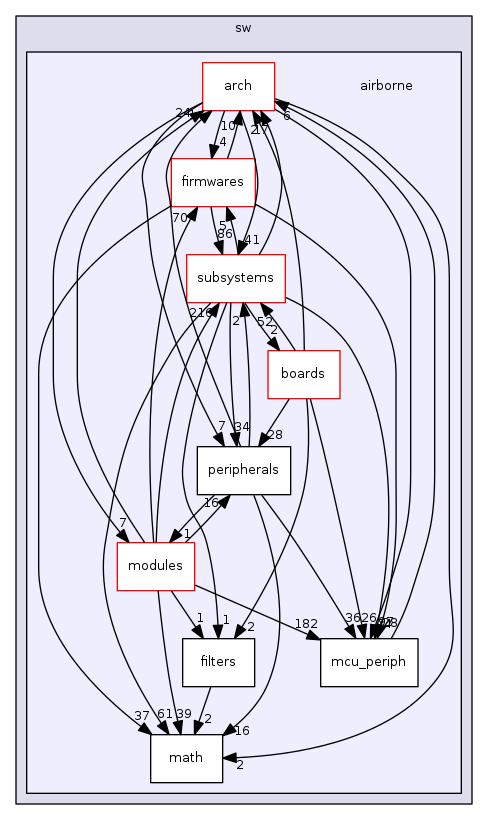 sw
arch
airborne
6
10
4
firmwares
70
5
86
41
subsystems
216
2
52
2
boards
7
34
28
peripherals
7
16
1
modules
1
1
2
182
36
26
filters
mcu_periph
37
61
39
2
16
math
2